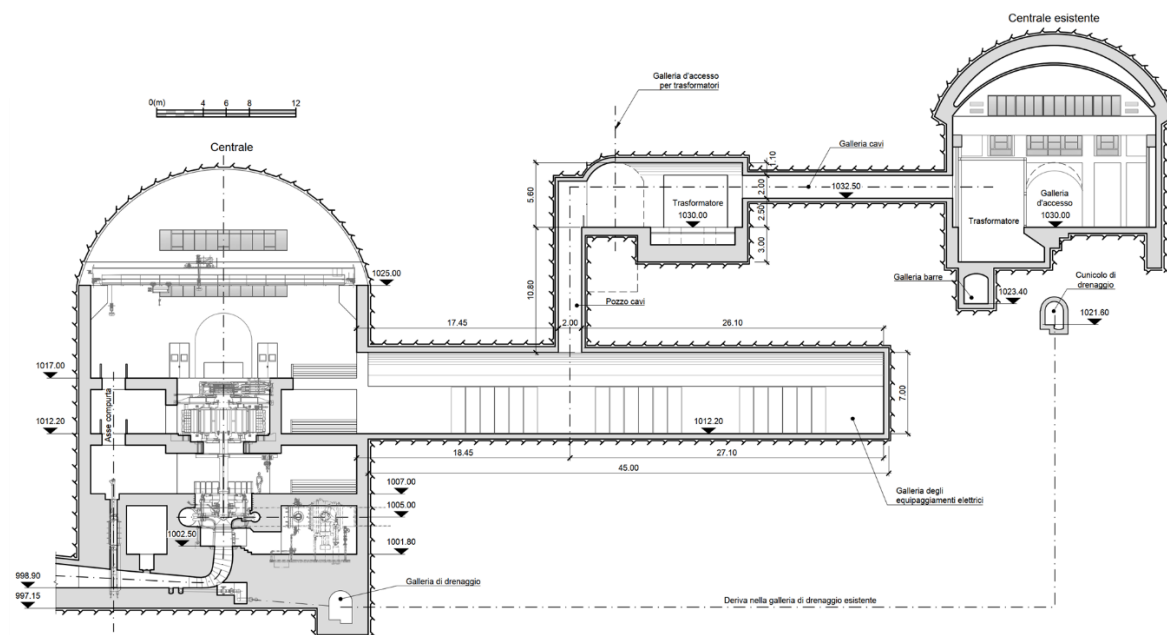 Centrale esistente
Galleria d'accesso
per trasformatori
0(m) 4 6 8 12
Centrale
Galleria cavi
1.10
5.60
2.00
1032.50
Trasformatore
1030.00
2.50
Galleria
d'accesso
1030.00
Trasformatore
3.00
1025.00
10.80
Pozzo cavi
Galleria barre
1023.40
Cunicolo di
drenaggio
1021.60
17.45
2.00
26.10
1017.00
7.00
Asse compurta
1012.20
1012.20
18.45
27.10
45.00
1007.00
1005.00
Galleria degli
equipaggiamenti elettrici
1002.50
1001.80
998.90
997.15
Galleria di drenaggio
Deriva nella galleria di drenaggio esistente